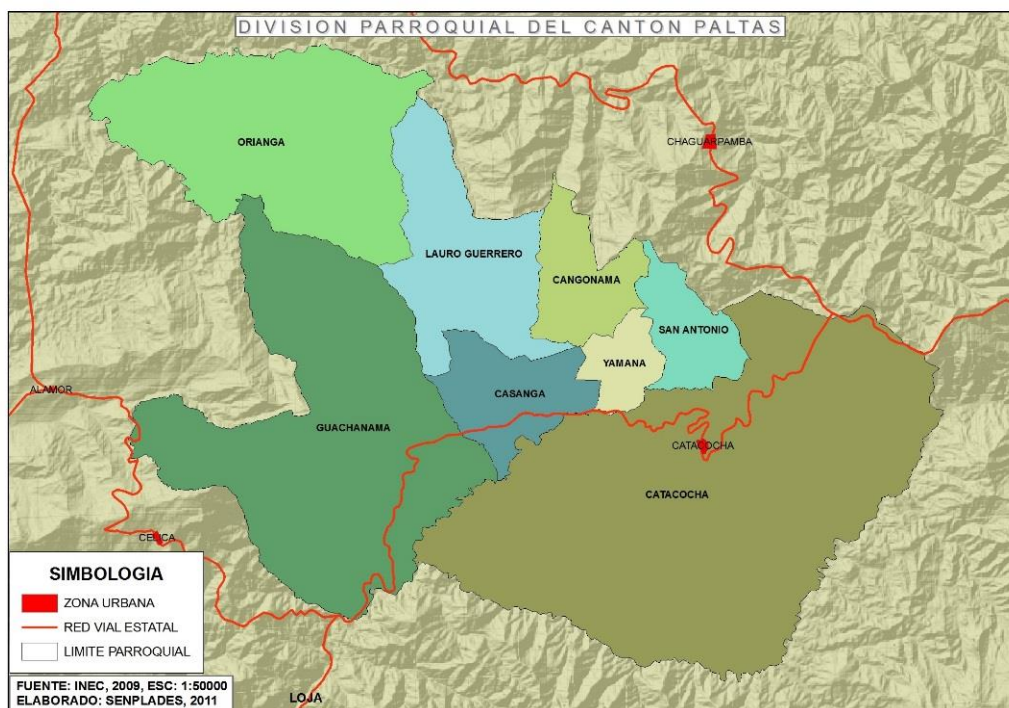 DIVISION PARROQUIAL DEL CANTON PALTAS
ORIANGA
CHAGUARPAMBA
LAURO GUERRERO
CANGONAMA
SAN ANTONIO
YAMANA
ALAMOR
CASANGA
GUACHANAMA
CATACOCHA
CATACOCHA
CELICA
SIMBOLOGIA
ZONA URBANA
RED VIAL ESTATAL
LIMITE PARROQUIAL
FUENTE: INEC, 2009, ESC: 1:50000
ELABORADO: SENPLADES, 2011
LOJA